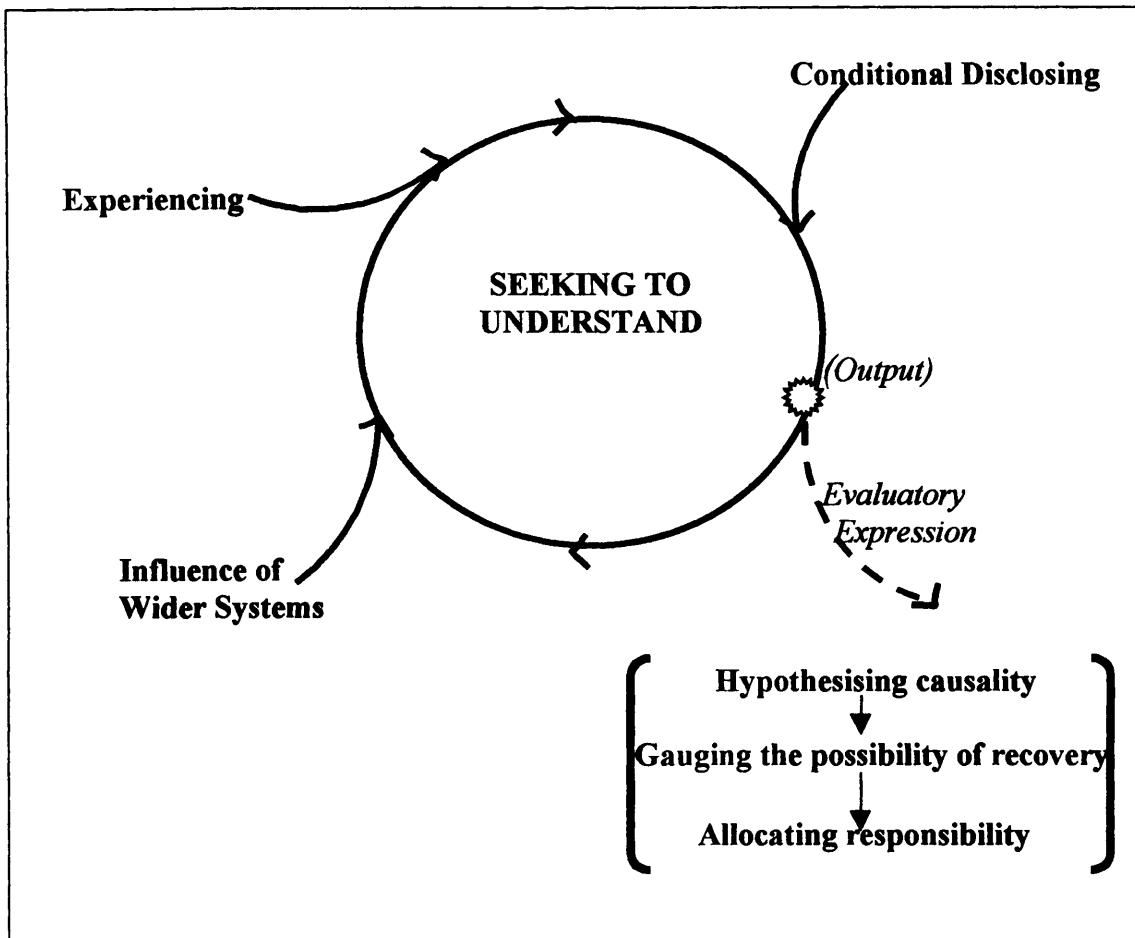 Conditional Disclosing
Experiencing
SEEKING TO
UNDERSTAND
(Output)
Evaluatory
Expression
Influence of
Wider Systems
Hypothesising causality
Gauging the possibility of recovery
Allocating responsibility